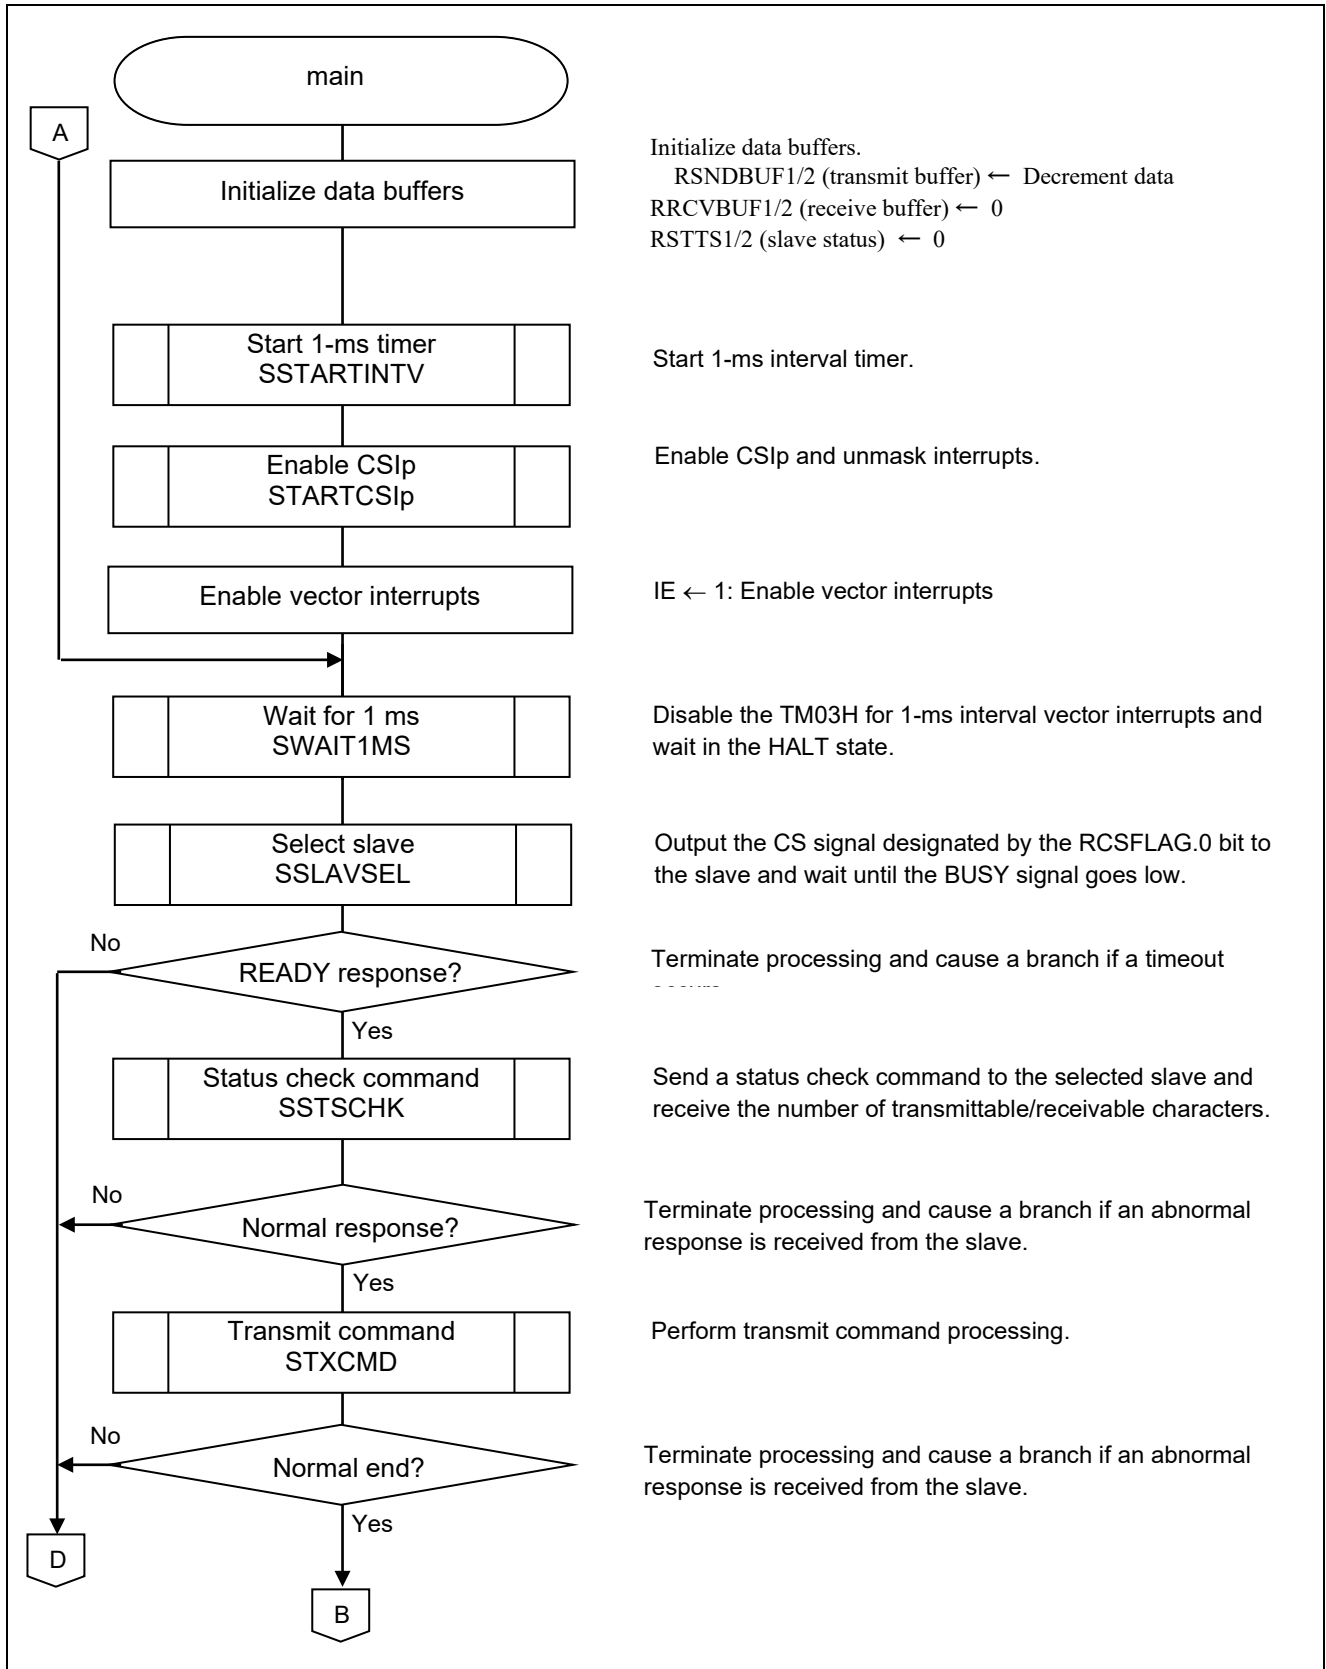 main
A
Initialize data buffers
Initialize data buffers.
RSNDBUF1/2 (transmit buffer) ← Decrement data
RRCVBUF1/2 (receive buffer) ← 0
RSTTS1/2 (slave status) ← 0
Start 1-ms timer
SSTARTINTV
Start 1-ms interval timer.
Enable CSIp
STARTCSIp
Enable CSIp and unmask interrupts.
Enable vector interrupts
IE ← 1: Enable vector interrupts
Wait for 1 ms
SWAIT1MS
Disable the TM03H for 1-ms interval vector interrupts and
wait in the HALT state.
Select slave
SSLAVSEL
Output the CS signal designated by the RCSFLAG.0 bit to
the slave and wait until the BUSY signal goes low.
No
READY response?
Terminate processing and cause a branch if a timeout
Yes
Status check command
SSTSCHK
Send a status check command to the selected slave and
receive the number of transmittable/receivable characters.
No
Normal response?
Terminate processing and cause a branch if an abnormal
response is received from the slave.
Yes
Transmit command
STXCMD
Perform transmit command processing.
No
Normal end?
Terminate processing and cause a branch if an abnormal
response is received from the slave.
Yes
D
B